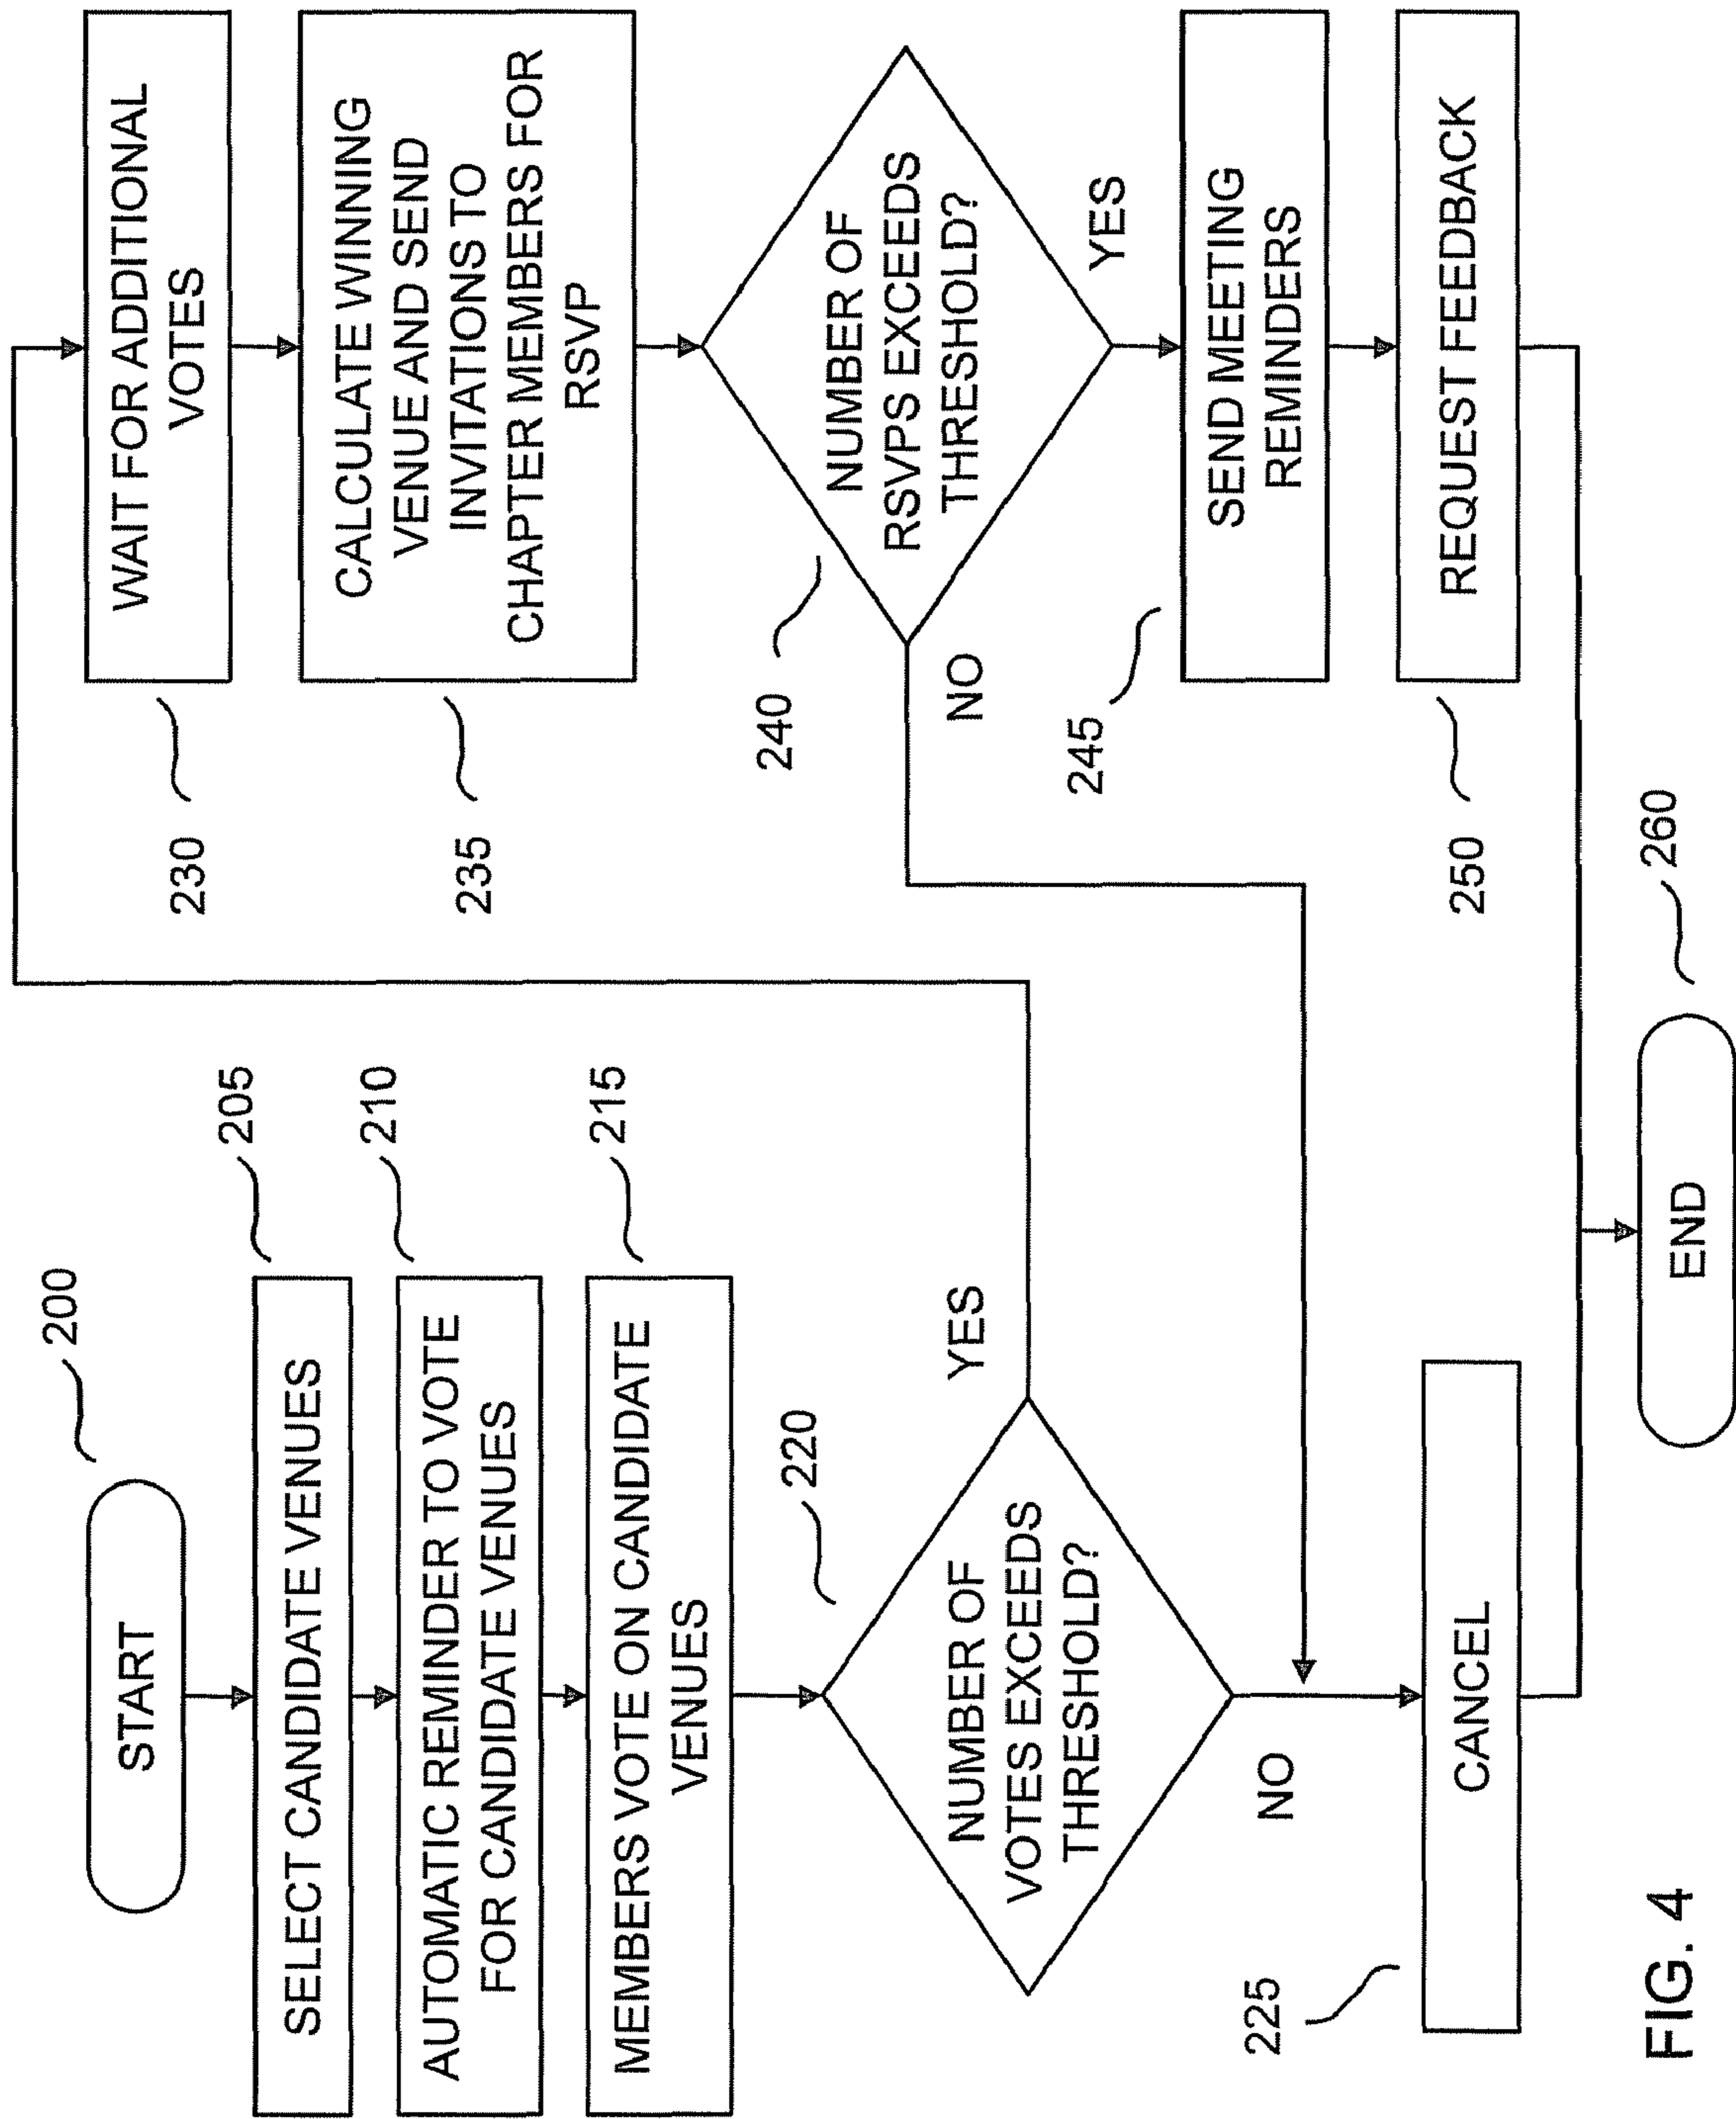 START
200
SELECT CANDIDATE VENUES
205
AUTOMATIC REMINDER TO VOTE
FOR CANDIDATE VENUES
210
MEMBERS VOTE ON CANDIDATE
VENUES
215
NUMBER OF
VOTES EXCEEDS
THRESHOLD?
220
YES
NO
225
CANCEL
WAIT FOR ADDITIONAL
VOTES
230
CALCULATE WINNING
VENUE AND SEND
INVITATIONS TO
CHAPTER MEMBERS FOR
RSVP
235
NUMBER OF
RSVPS EXCEEDS
THRESHOLD?
240
NO
YES
245
SEND MEETING
REMINDERS
250
REQUEST FEEDBACK
END
260
FIG. 4